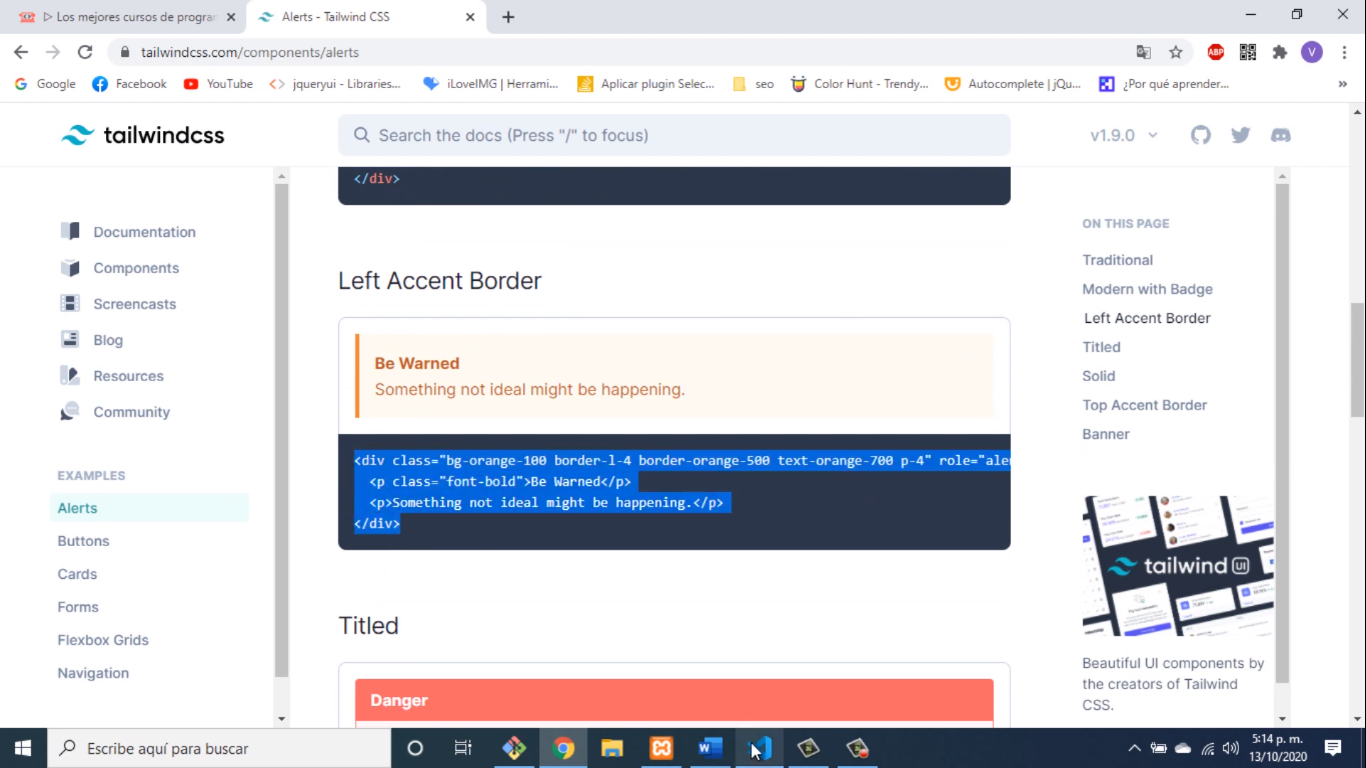 ▷ Los mejores cursos de progra
Alerts - Tailwind CSS
tailwindcss.com/components/alerts
ABP
V
Google
Facebook
YouTube
jqueryui - Libraries...
iLoveIMG | Herrami...
Aplicar plugin Selec...
seo
Color Hunt - Trendy...
Autocomplete | jQu...
¿Por qué aprender...
»
tailwindcss
Search the docs (Press "/" to focus)
v1.9.0
</div>
Documentation
Components
Screencasts
Blog
Resources
Community
EXAMPLES
Alerts
Buttons
Cards
Forms
Flexbox Grids
Navigation
Left Accent Border
Be Warned
Something not ideal might be happening.
<div class="bg-orange-100 border-l-4 border-orange-500 text-orange-700 p-4" role="aler
<p class="font-bold">Be Warned</p>
<p>Something not ideal might be happening.</p>
</div>
Titled
Danger
ON THIS PAGE
Traditional
Modern with Badge
Left Accent Border
Titled
Solid
Top Accent Border
Banner
tailwind UI
Beautiful UI components by
the creators of Tailwind
CSS.
Escribe aquí para buscar
5:14 p. m.
13/10/2020